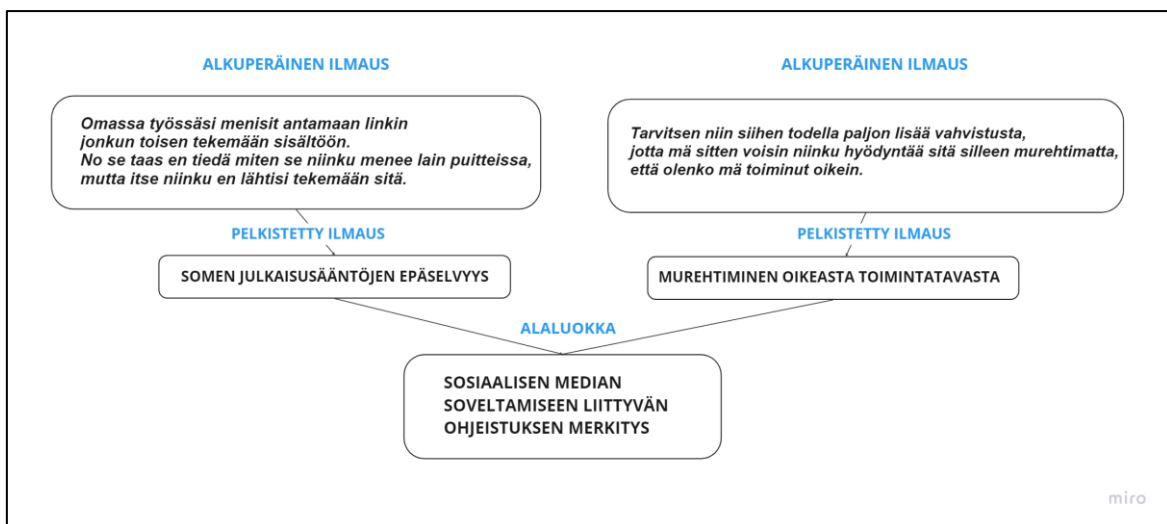 ALKUPERÄINEN ILMAUS
Omassa työssäsi menisit antamaan linkin
jonkun toisen tekemään sisältöön.
No se taas en tiedä miten se niinku menee lain puitteissa,
mutta itse niinku en lähtisi tekemään sitä.
PELKISTETTY ILMAUS
SOMEN JULKAISUSÄÄNTÖJEN EPÄSELVYYS
ALKUPERÄINEN ILMAUS
Tarvitsen niin siihen todella paljon lisää vahvistusta,
jotta mä sitten voisin niinku hyödyntää sitä silleen murehtimatta,
että olenko mä toiminut oikein.
PELKISTETTY ILMAUS
MUREHTIMINEN OIKEASTA TOIMINTATAVASTA
ALALUOKKA
SOSIAALISEN MEDIAN
SOVELTAMISEEN LIITTYVÄN
OHJEISTUKSEN MERKITYS
miro